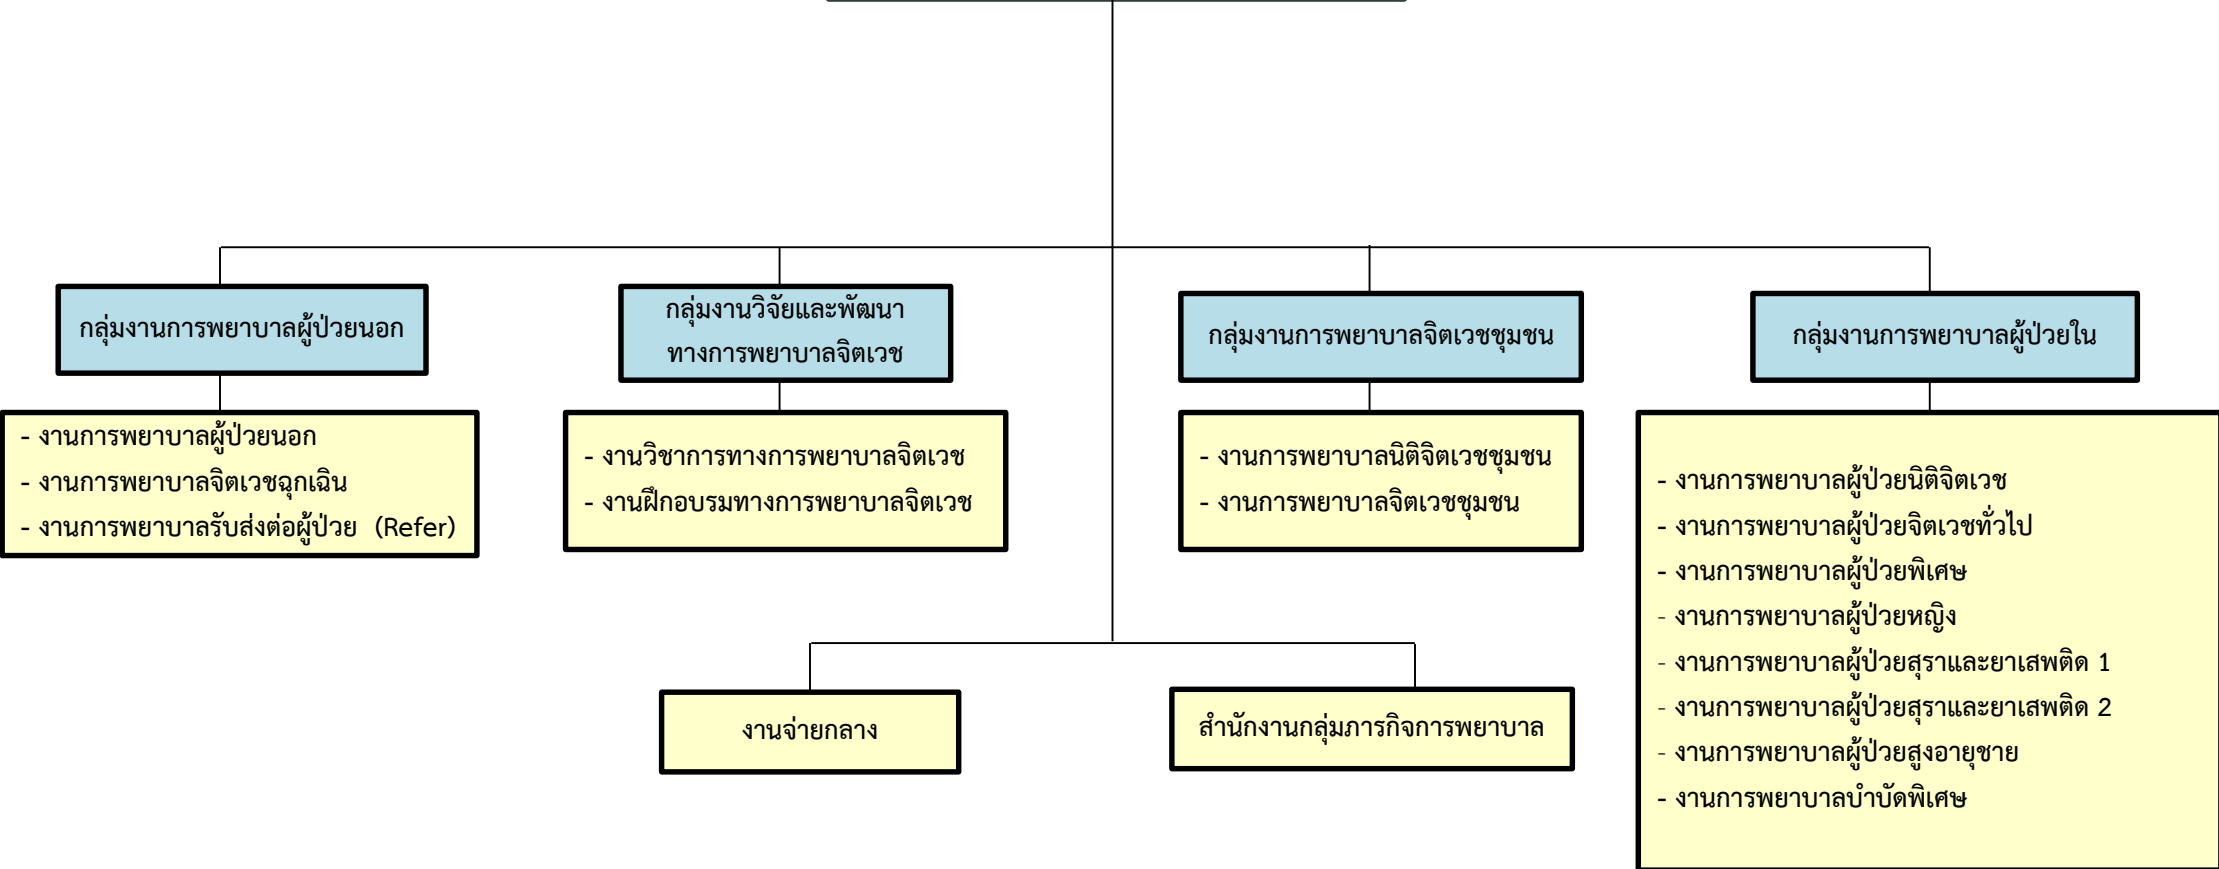 กลุ่มงานการพยาบาลผู้ป่วยนอก
- งานการพยาบาลผู้ป่วยนอก
- งานการพยาบาลจิตเวชฉุกเฉิน
- งานการพยาบาลรับส่งต่อผู้ป่วย (Refer)
กลุ่มงานวิจัยและพัฒนา
ทางการพยาบาลจิตเวช
- งานวิชาการทางการพยาบาลจิตเวช
- งานฝึกอบรมทางการพยาบาลจิตเวช
กลุ่มงานการพยาบาลจิตเวชชุมชน
- งานการพยาบาลนิติจิตเวชชุมชน
- งานการพยาบาลจิตเวชชุมชน
กลุ่มงานการพยาบาลผู้ป่วยใน
- งานการพยาบาลผู้ป่วยนิติจิตเวช
- งานการพยาบาลผู้ป่วยจิตเวชทั่วไป
- งานการพยาบาลผู้ป่วยพิเศษ
- งานการพยาบาลผู้ป่วยหญิง
- งานการพยาบาลผู้ป่วยสุราและยาเสพติด 1
- งานการพยาบาลผู้ป่วยสุราและยาเสพติด 2
- งานการพยาบาลผู้ป่วยสูงอายุชาย
- งานการพยาบาลบำบัดพิเศษ
งานจ่ายกลาง
สำนักงานกลุ่มภารกิจการพยาบาล